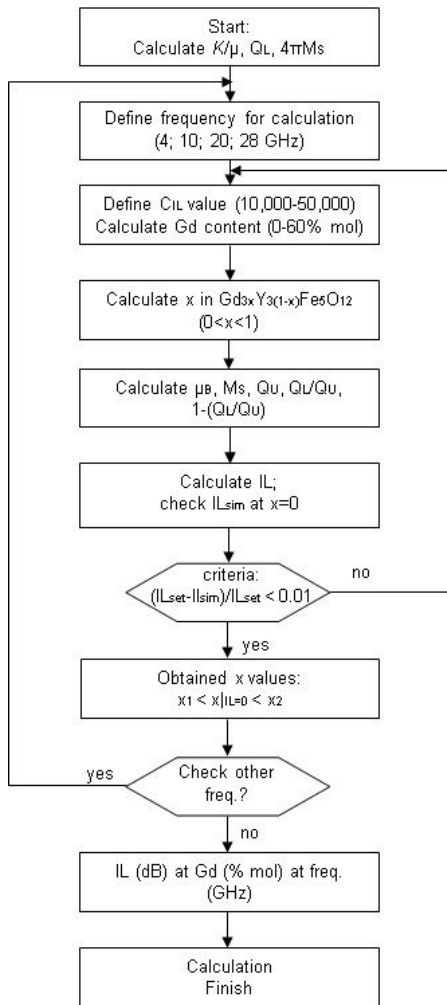 Start:
Calculate K/μ, QL, 4πMs
Define frequency for calculation
(4; 10; 20; 28 GHz)
Define CIL value (10,000-50,000)
Calculate Gd content (0-60% mol)
Calculate x in Gd3xY3(1-x)Fe5O12
(0<x<1)
Calculate μB, Ms, QU, QL/QU,
1-(QL/QU)
Calculate IL;
check ILsim at x=0
criteria:
(ILset-Ilsim)/ILset < 0.01
no
yes
Obtained x values:
x1 < x|IL=0 < x2
yes
Check other
freq.?
no
IL (dB) at Gd (% mol) at freq.
(GHz)
Calculation
Finish